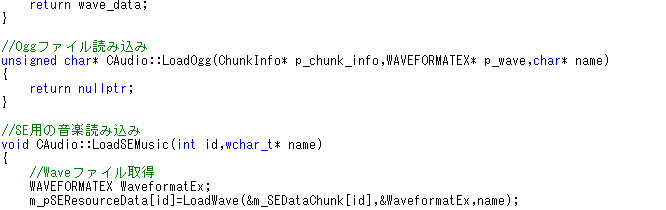 return wave_data;
}
//Oggファイル読み込み
unsigned char* CAudio::LoadOgg(ChunkInfo* p_chunk_info,WAVEFORMATEX* p_wave,char* name)
{
return nullptr;
}
//SE用の音楽読み込み
void CAudio::LoadSEMusic(int id,wchar_t* name)
{
//Waveファイル取得
WAVEFORMATEX WaveformatEx;
m_pSEResourceData[id]=LoadWave(&m_SEDataChunk[id],&WaveformatEx,name);